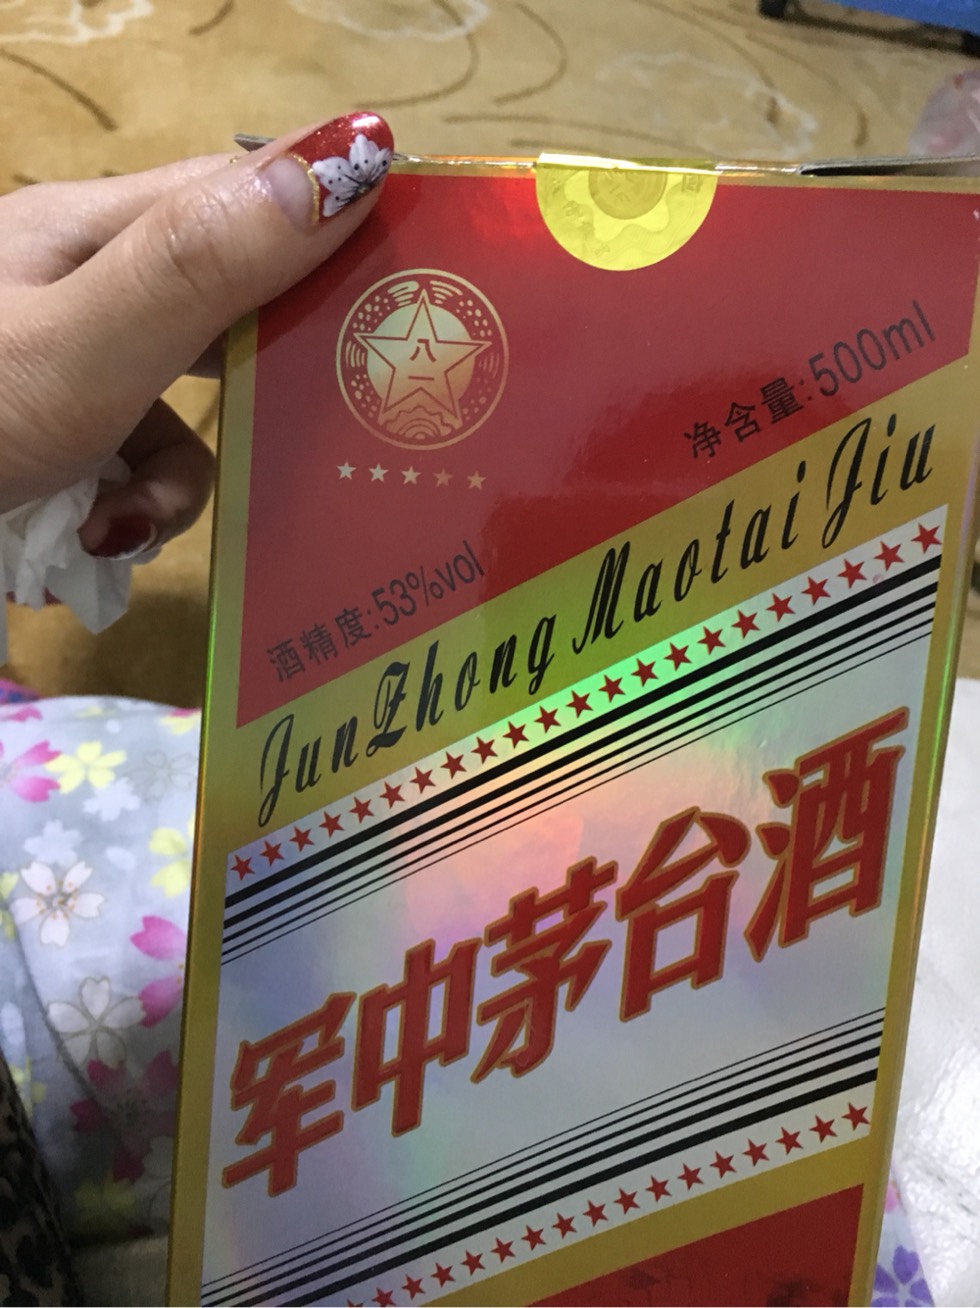 八一
净含量:500ml
酒精度:53%vol
JunZhong Maotai Jiu
军中茅台酒